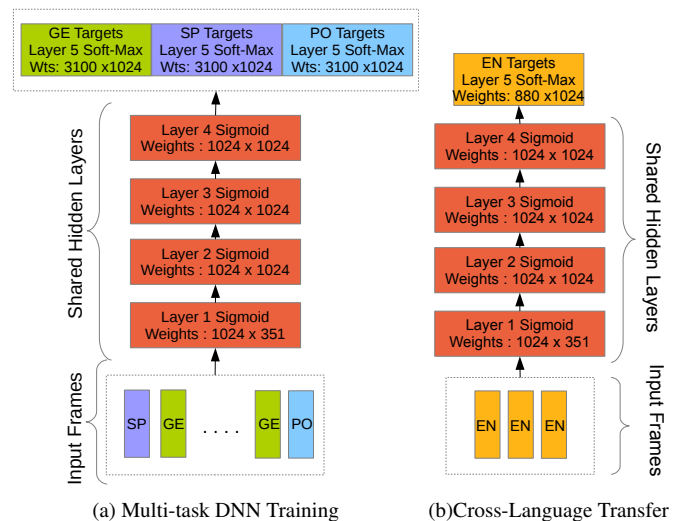 GE Targets
Layer 5 Soft-Max
Wts: 3100 x1024
SP Targets
Layer 5 Soft-Max
Wts: 3100 x1024
PO Targets
Layer 5 Soft-Max
Wts: 3100 x1024
Shared Hidden Layers
Layer 4 Sigmoid
Weights : 1024 x 1024
Layer 3 Sigmoid
Weights : 1024 x 1024
Layer 2 Sigmoid
Weights : 1024 x 1024
Layer 1 Sigmoid
Weights : 1024 x 351
Input Frames
SP
GE
. . . .
GE
PO
(a) Multi-task DNN Training
EN Targets
Layer 5 Soft-Max
Weights: 880 x1024
Layer 4 Sigmoid
Weights : 1024 x 1024
Layer 3 Sigmoid
Weights : 1024 x 1024
Layer 2 Sigmoid
Weights : 1024 x 1024
Layer 1 Sigmoid
Weights : 1024 x 351
Shared Hidden Layers
EN
EN
EN
Input Frames
(b)Cross-Language Transfer